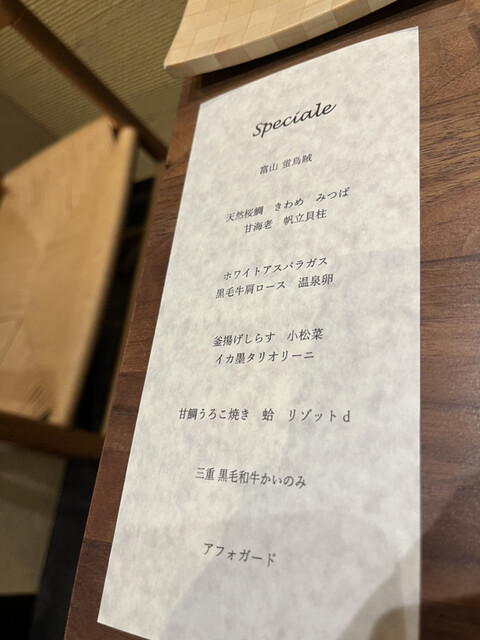 Speciale
富山 蛍烏賊
天然桜鯛　きわめ　みつば
甘海老　帆立貝柱
ホワイトアスパラガス
黒毛牛肩ロース　温泉卵
釜揚げしらす　小松菜
イカ墨タリオリーニ
甘鯛うろこ焼き　蛤　リゾットd
三重 黒毛和牛かいのみ
アフォガード